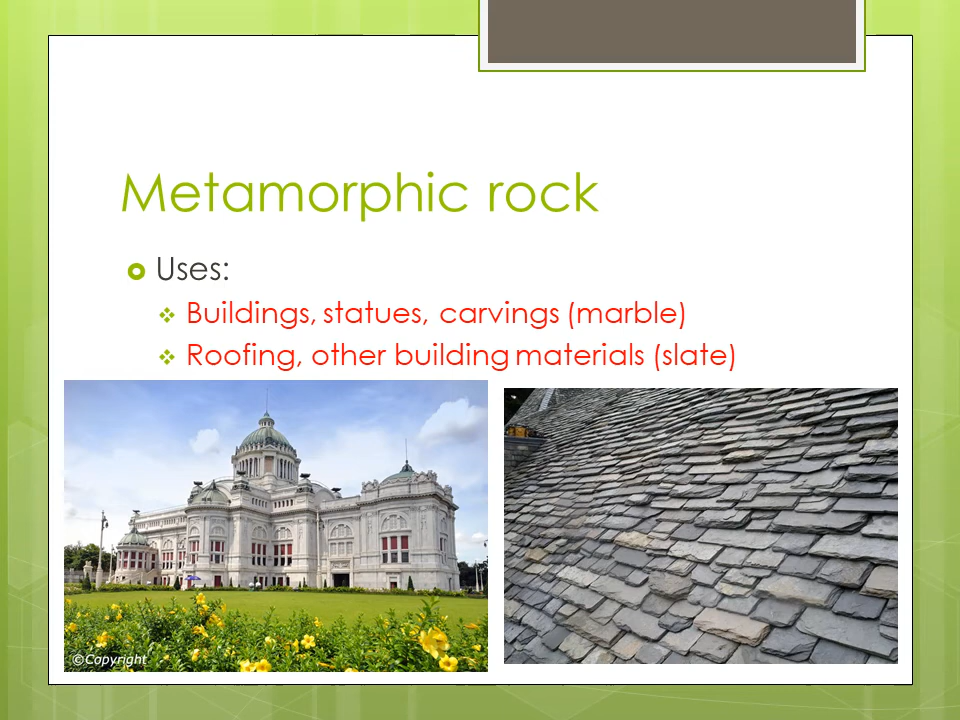 Metamorphic rock
Uses:
Buildings, statues, carvings (marble)
Roofing, other building materials (slate)
©Copyright